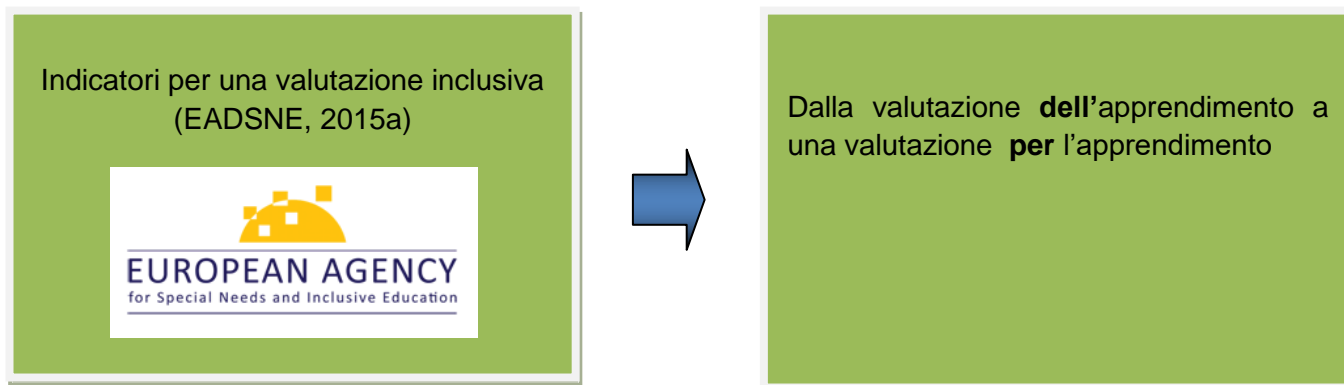 Indicatori per una valutazione inclusiva
(EADSNE, 2015a)
EUROPEAN AGENCY
for Special Needs and Inclusive Education
Dalla valutazione dell’apprendimento a
una valutazione per l’apprendimento